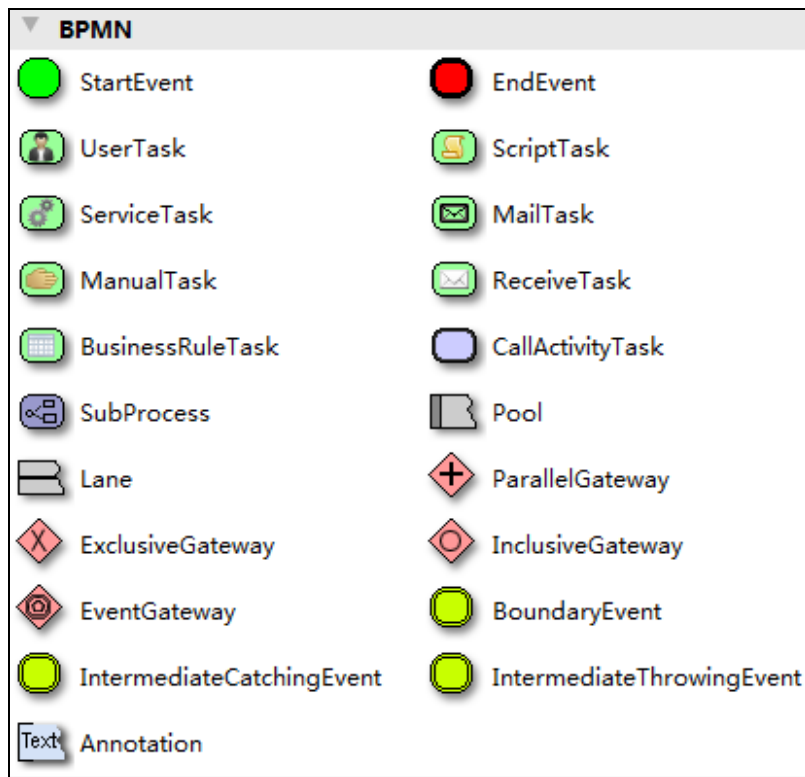 BPMN
StartEvent EndEvent
UserTask ScriptTask
ServiceTask MailTask
ManualTask ReceiveTask
BusinessRuleTask CallActivityTask
SubProcess Pool
Lane ParallelGateway
ExclusiveGateway InclusiveGateway
EventGateway BoundaryEvent
IntermediateCatchingEvent IntermediateThrowingEvent
Text Annotation